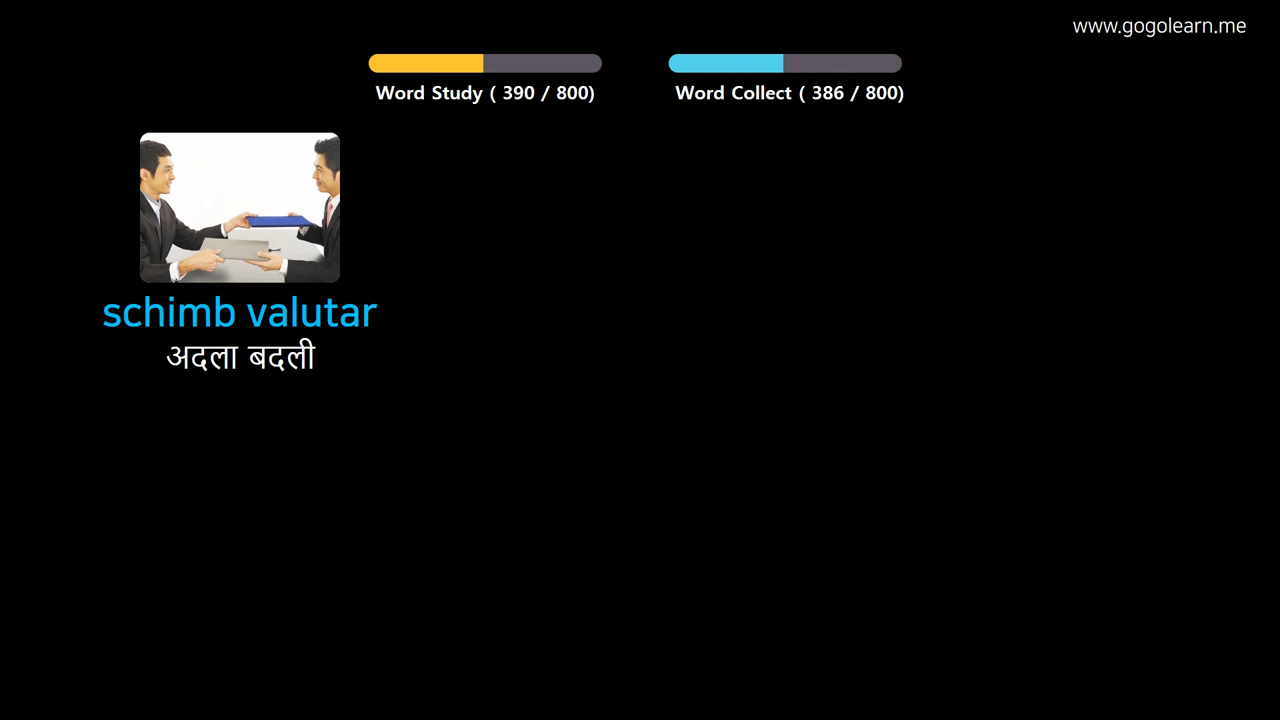 www.gogolearn.me
Word Study ( 390 / 800)
Word Collect ( 386 / 800)
schimb valutar
अदला बदली